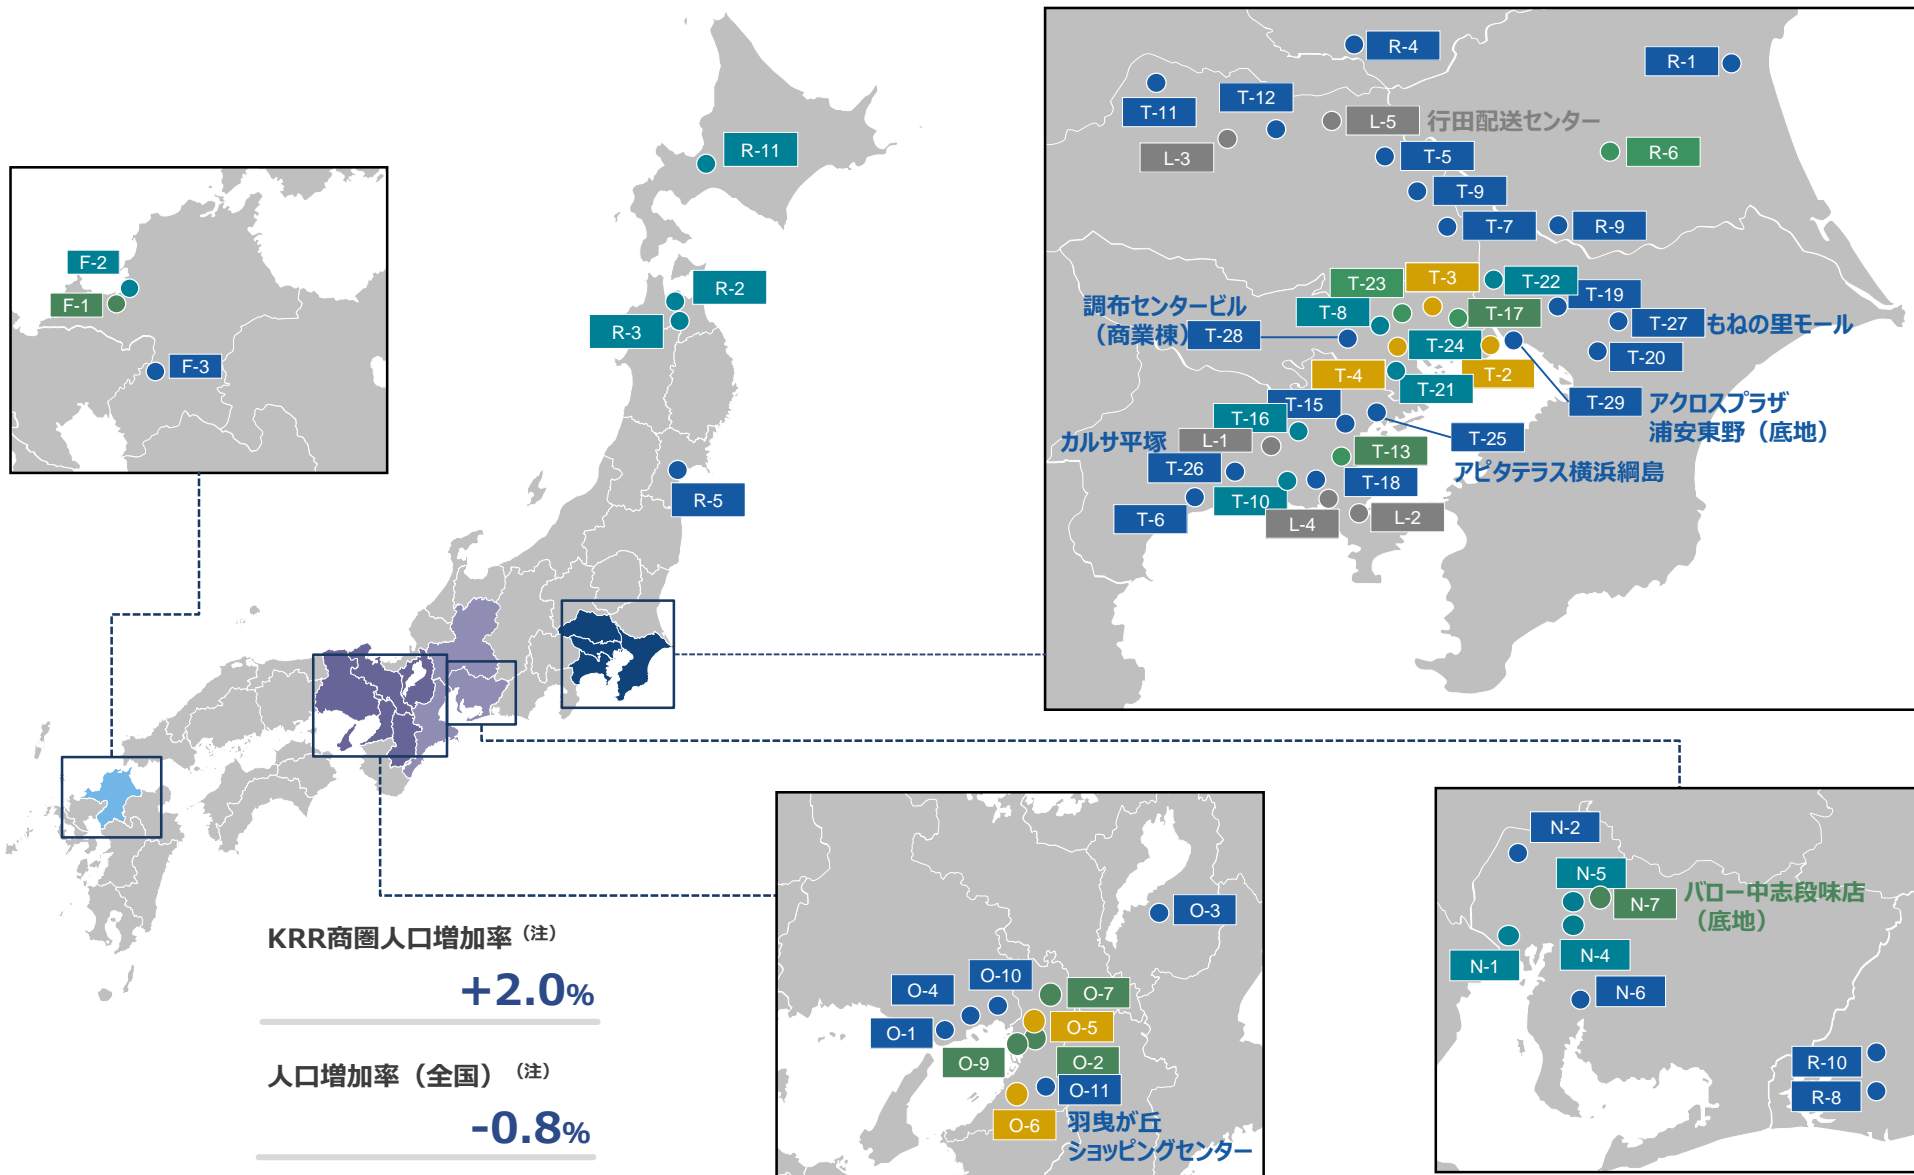 R-11
R-2
R-3
R-5
F-2
F-1
F-3
R-4
R-1
T-11
T-12
L-5 行田配送センター
L-3
T-5
R-6
T-9
T-7
R-9
T-23
T-3
T-22
T-19
T-8
T-17
T-27
もねの里モール
調布センタービル
（商業棟）
T-28
T-24
T-20
T-4
T-2
T-21
T-29
アクロスプラザ
浦安東野（底地）
T-15
T-16
L-1
T-25
アピタテラス横浜綱島
カルサ平塚
T-26
T-13
T-18
T-10
T-6
L-4
L-2
KRR商圏人口増加率（注）
+2.0%
人口増加率（全国）（注）
-0.8%
O-3
O-10
O-4
O-7
O-1
O-5
O-9
O-2
O-11
O-6
羽曳が丘
ショッピングセンター
N-2
N-5
N-7
バロー中志段味店
（底地）
N-1
N-4
N-6
R-10
R-8